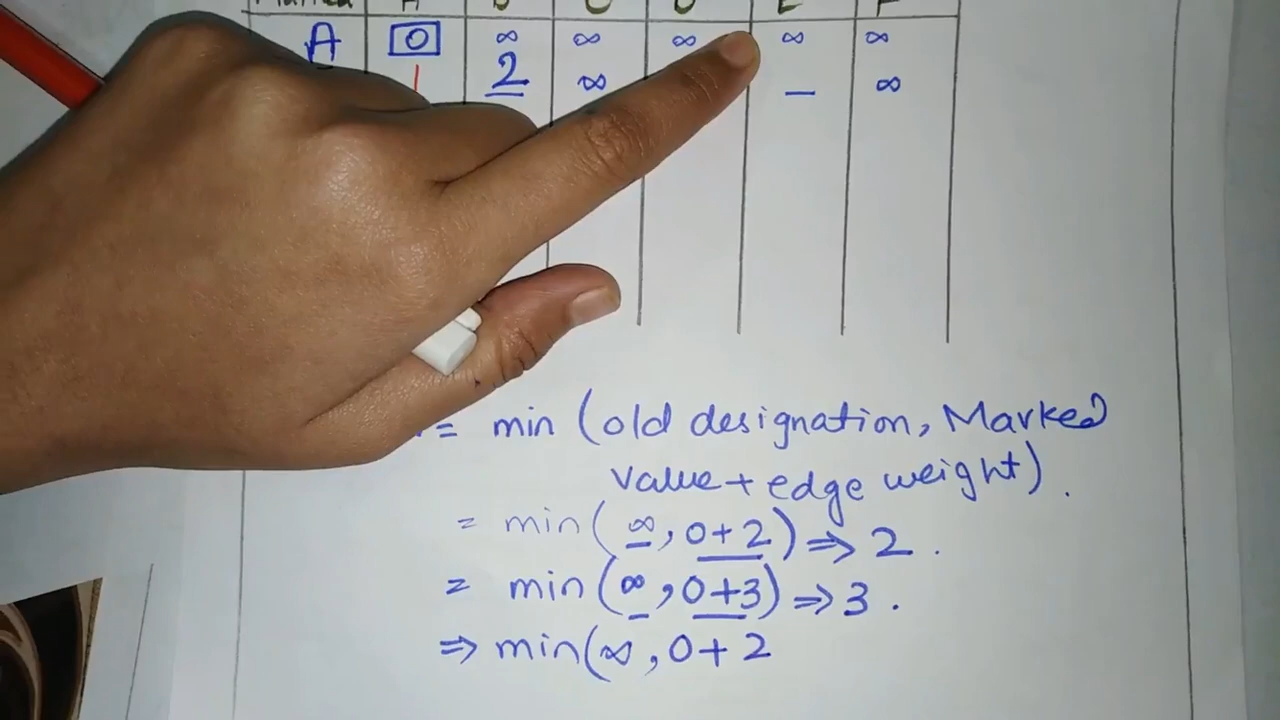 A 0 ∞ ∞ ∞ ∞ ∞
2 ∞ _ ∞
= min (old designation, Marked
value + edge weight) .
= min (∞, 0+2) ⇒ 2 .
= min (∞, 0+3) ⇒ 3 .
⇒ min(∞, 0+2